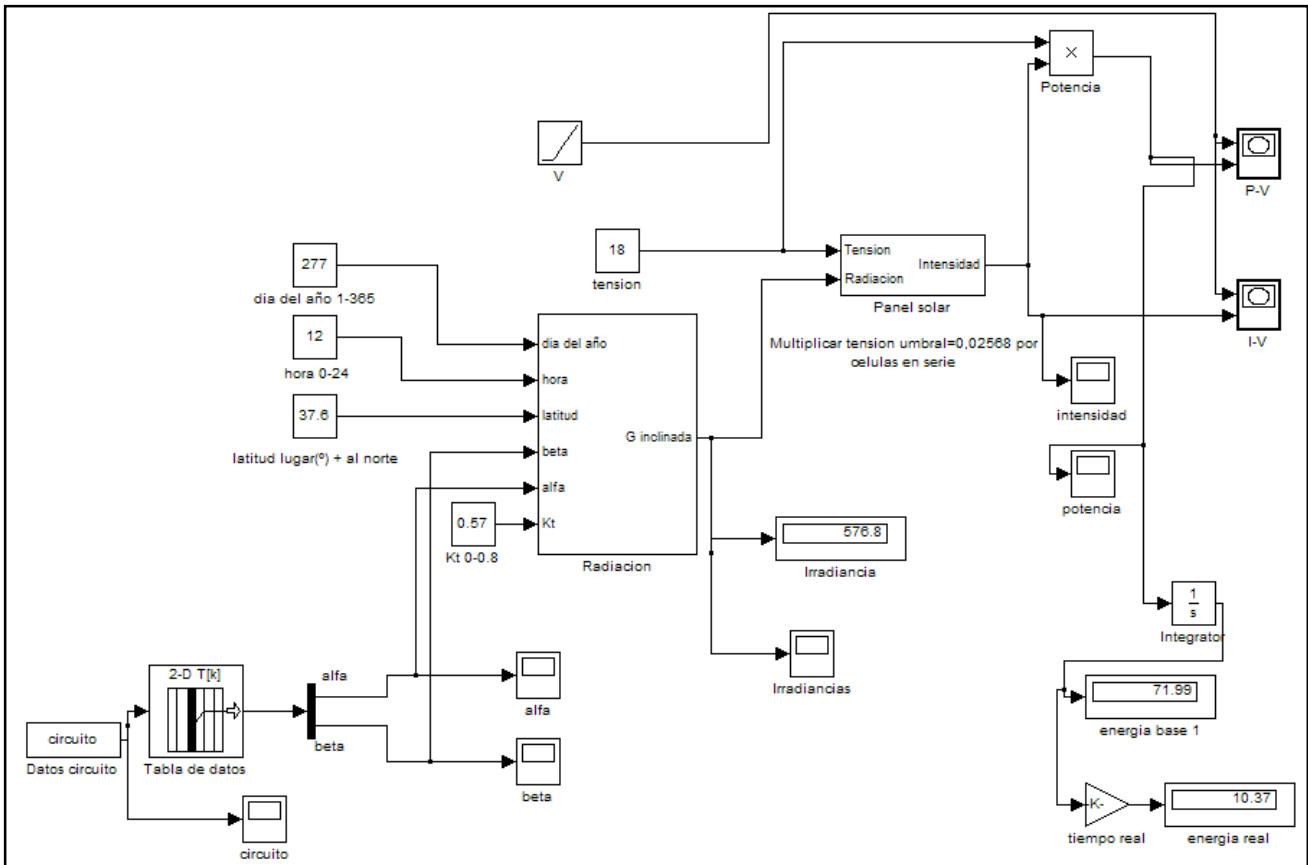 ×
Potencia
V
P-V
277
dia del año 1-365
18
tension
Tension
Radiacion
Intensidad
Panel solar
I-V
12
hora 0-24
Multiplicar tension umbral=0,02568 por
celulas en serie
37.6
latitud lugar(º) + al norte
dia del año
hora
latitud
beta
alfa
Kt
G inclinada
Radiacion
intensidad
potencia
0.57
Kt 0-0.8
576.8
Irradiancia
1
s
Integrator
Irradiancias
2-D T[k]
Tabla de datos
circuito
Datos circuito
alfa
beta
alfa
beta
circuito
71.99
energia base 1
K-
tiempo real
10.37
energia real